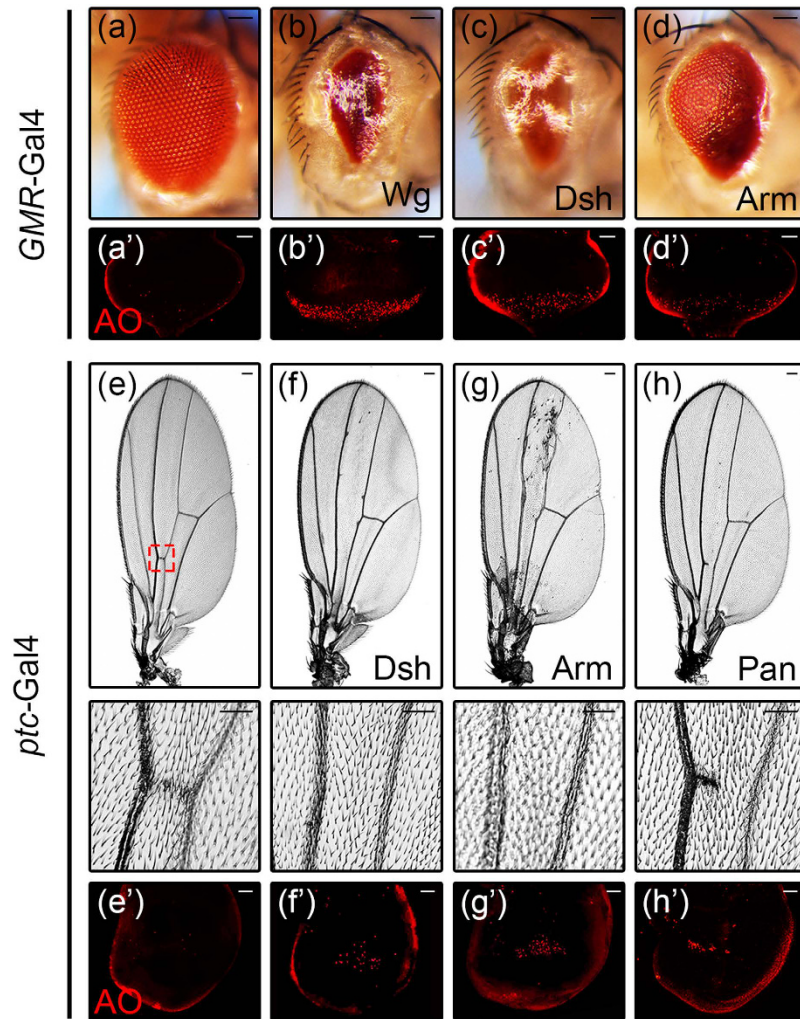 GMR-Gal4
(a)
(b)
Wg
(c)
Dsh
(d)
Arm
(a')
AO
(b')
(c')
(d')
ptc-Gal4
(e)
(f)
Dsh
(g)
Arm
(h)
Pan
(e')
AO
(f')
(g')
(h')